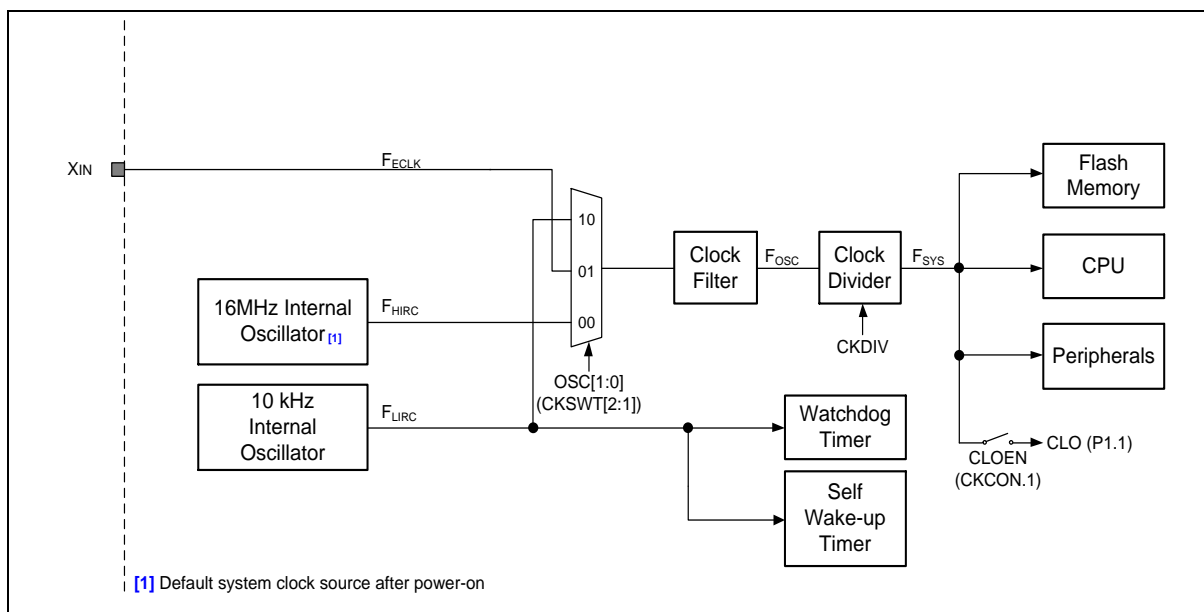 XIN
FECLK
10
01
00
16MHz Internal
Oscillator[1]
FHIRC
OSC[1:0]
(CKSWT[2:1])
10 kHz
Internal
Oscillator
FLIRC
Clock
Filter
FOSC
Clock
Divider
CKDIV
FSYS
Flash
Memory
CPU
Peripherals
CLOEN
(CKCON.1)
CLO (P1.1)
Watchdog
Timer
Self
Wake-up
Timer
[1] Default system clock source after power-on